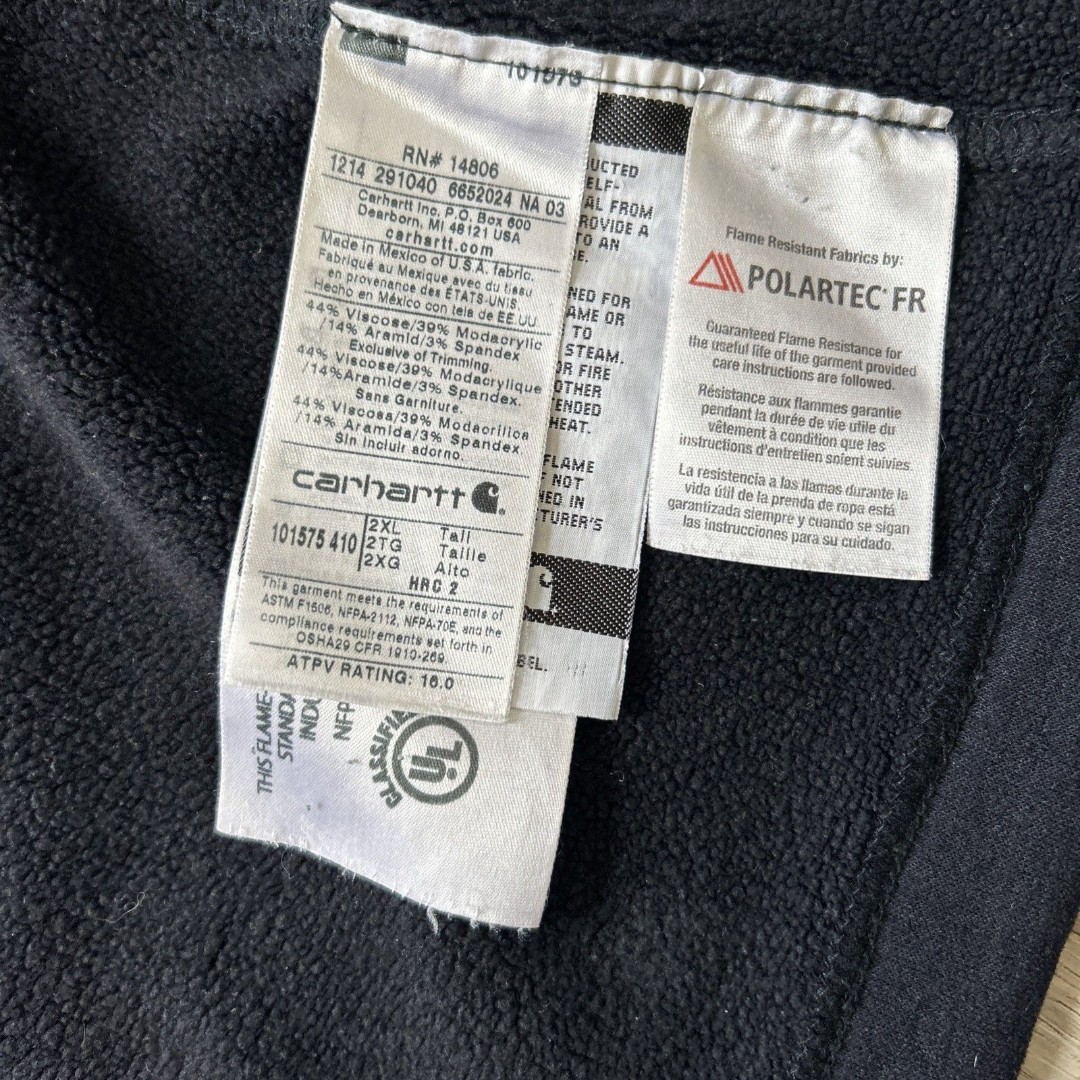 101575
RN# 14806
1214 291040 6652024 NA 03
Carhartt Inc, P.O. Box 600
Dearborn, MI 48121 USA
carhartt.com
Made in Mexico of U.S.A. fabric.
Fabriqué au Mexique avec du tissu
en provenance des ÉTATS-UNIS.
Hecho en México con tela de EE.UU.
44% Viscose/39% Modacrylic
/14% Aramid/3% Spandex
Exclusive of Trimming.
44% Viscose/39% Modacrylique
/14%Aramide/3% Spandex.
Sans Garniture.
44% Viscosa/39% Modacrilica
/14% Aramida/3% Spandex
Sin incluir adorno.
carhartt
101575 410
2XL Tall
2TG Taille
2XG Alto
HRC 2
This garment meets the requirements of
ASTM F1506, NFPA-2112, NFPA-70E, and the
compliance requirements set forth in
OSHA29 CFR 1910-269.
ATPV RATING: 16.0
UCTED
ELF-
AL FROM
ROVIDE A
TO AN
E.
NED FOR
AME OR
TO
STEAM.
OR FIRE
OTHER
ENDED
HEAT.
FLAME
NOT
NED IN
TURER'S
BEL.
Flame Resistant Fabrics by:
POLARTEC® FR
Guaranteed Flame Resistance for
the useful life of the garment provided
care instructions are followed.
Résistance aux flammes garantie
pendant la durée de vie utile du
vêtement à condition que les
instructions d'entretien soient suivies.
La resistencia a las llamas durante la
vida útil de la prenda de ropa está
garantizada siempre y cuando se sigan
las instrucciones para su cuidado.
THIS FLAME-
STANDA
INDU
NFP
CLASSIFIE
UL